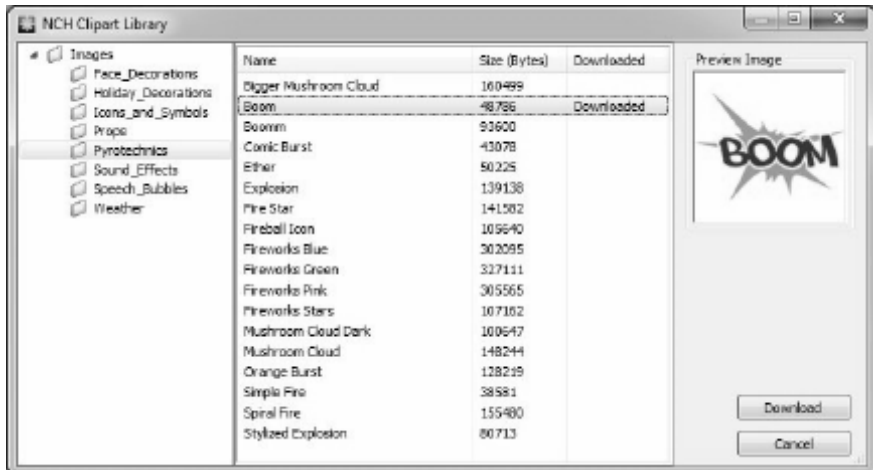 NCH Clipart Library
Images
Face_Decorations
Holiday_Decorations
Icons_and_Symbols
Props
Pyrotechnics
Sound_Effects
Speech_Bubbles
Weather
Name Size (Bytes) Downloaded
Bigger Mushroom Cloud 160499
Boom 48786 Downloaded
Boomm 93600
Comic Burst 43078
Ether 50225
Explosion 139138
Fire Star 141582
Fireball Icon 105640
Fireworks Blue 302095
Fireworks Green 327111
Fireworks Pink 305565
Fireworks Stars 107162
Mushroom Cloud Dark 100647
Mushroom Cloud 148244
Orange Burst 128219
Simple Fire 38581
Spiral Fire 155480
Stylized Explosion 80713
Preview Image
BOOM
Download
Cancel